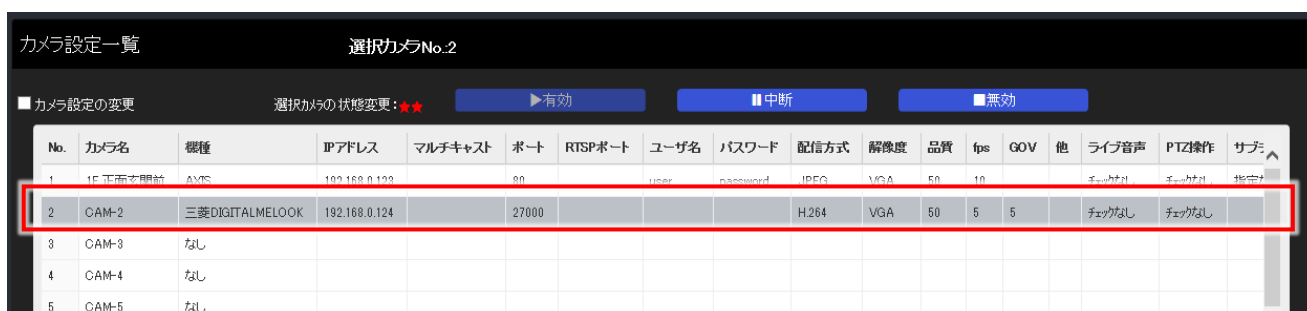 カメラ設定一覧 選択カメラNo.:2
カメラ設定の変更 選択カメラの状態変更:★★ ▶有効 ⏸中断 ■無効
No. カメラ名 機種 IPアドレス マルチキャスト ポート RTSPポート ユーザ名 パスワード 配信方式 解像度 品質 fps GOV 他 ライブ音声 PTZ操作 サブ
1 1F 正面玄関前 AXIS 192.168.0.123 80 user password JPEG VGA 50 10 チェックなし チェックなし
2 CAM-2 三菱DIGITALMELOOK 192.168.0.124 27000 H.264 VGA 50 5 5 チェックなし チェックなし
3 CAM-3 なし
4 CAM-4 なし
5 CAM-5 なし